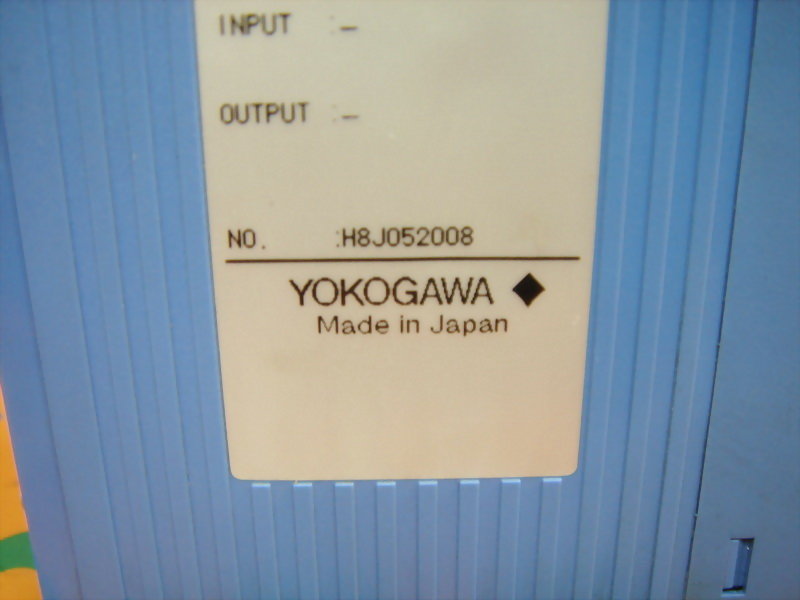 INPUT :–
OUTPUT :–
NO. :H8J052008
YOKOGAWA ◆
Made in Japan